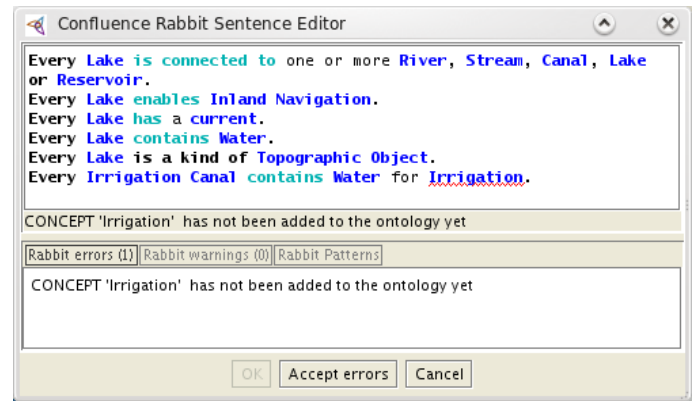 Confluence Rabbit Sentence Editor
Every Lake is connected to one or more River, Stream, Canal, Lake
or Reservoir.
Every Lake enables Inland Navigation.
Every Lake has a current.
Every Lake contains Water.
Every Lake is a kind of Topographic Object.
Every Irrigation Canal contains Water for Irrigation.
CONCEPT 'Irrigation'  has not been added to the ontology yet
Rabbit errors (1) Rabbit warnings (0) Rabbit Patterns
CONCEPT 'Irrigation'  has not been added to the ontology yet
OK Accept errors Cancel